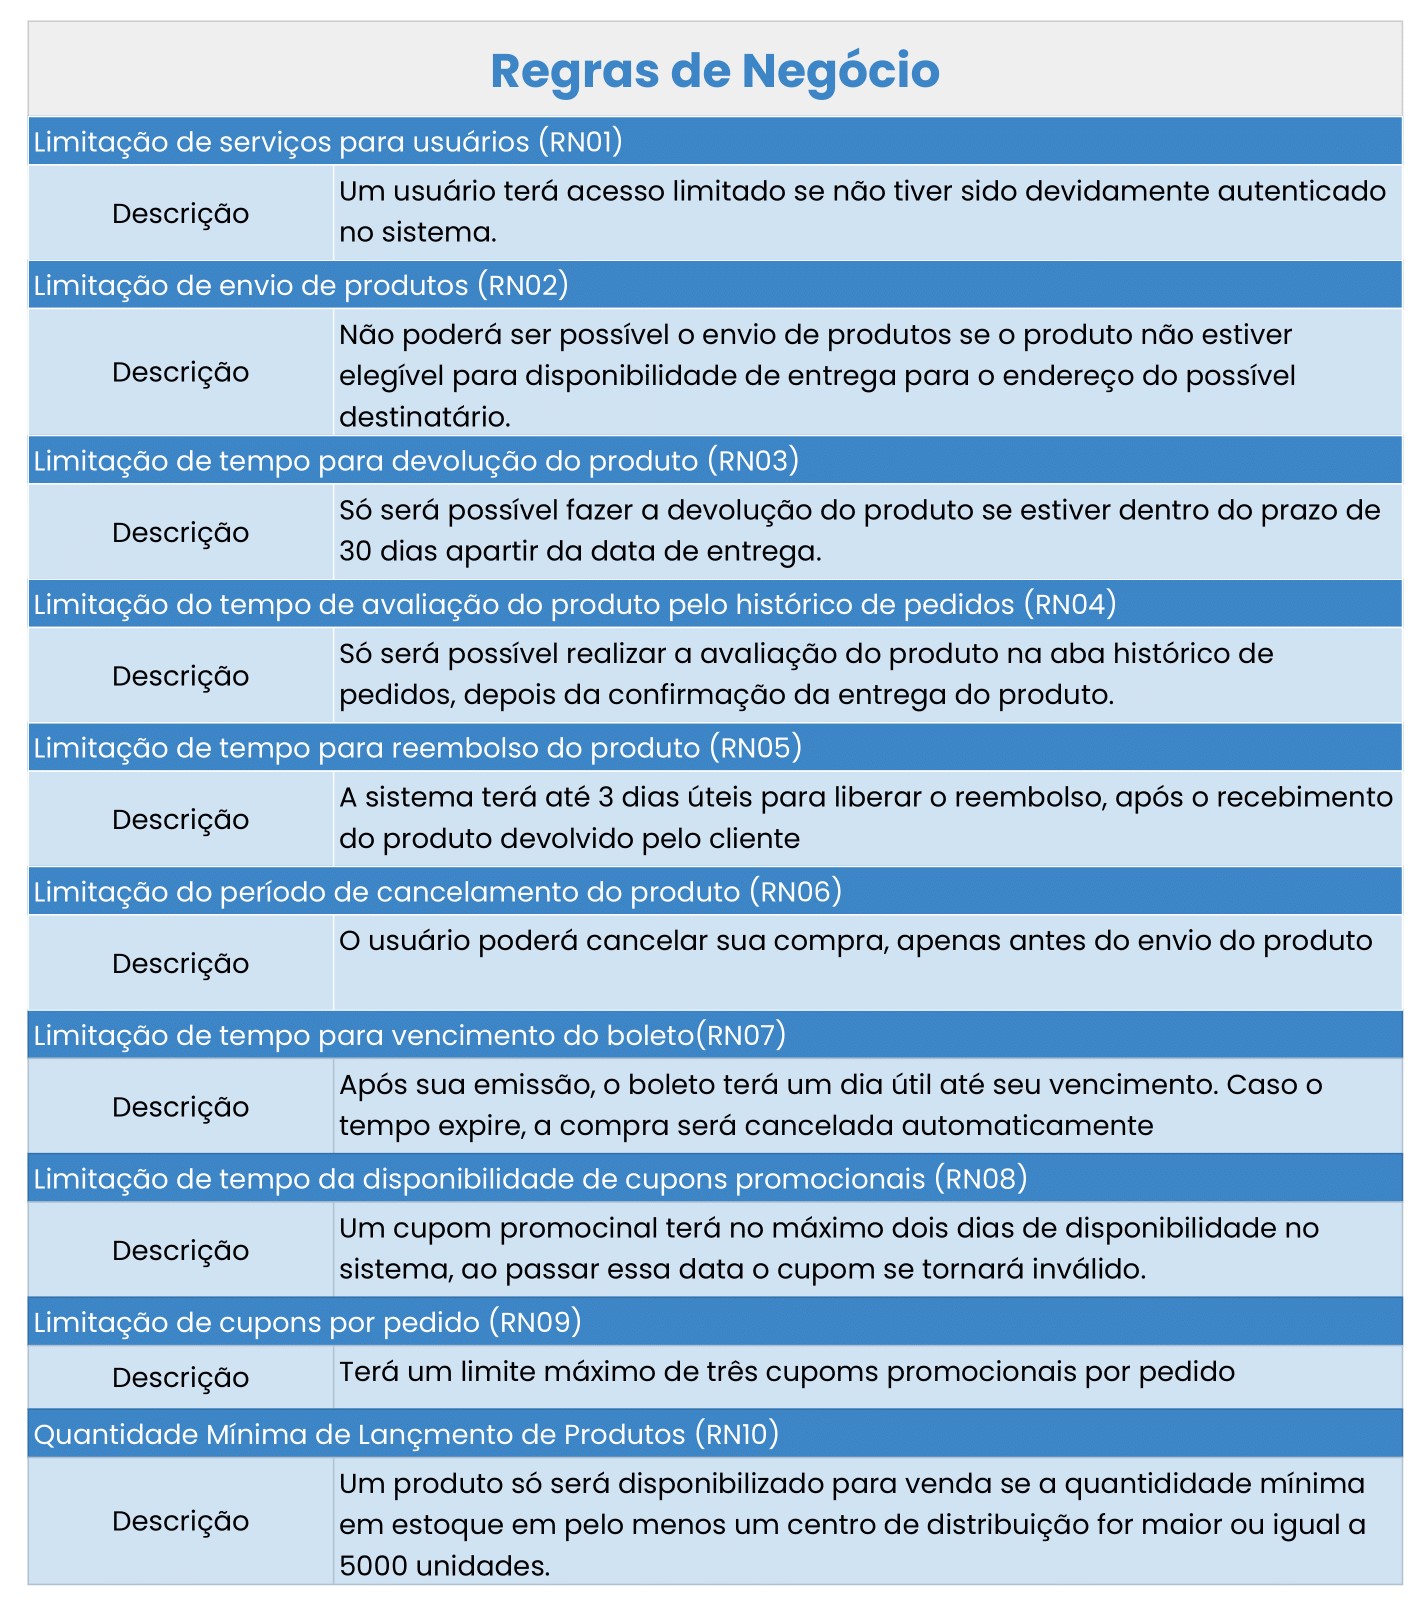 Regras de Negócio
Limitação de serviços para usuários (RN01)
Descrição
Um usuário terá acesso limitado se não tiver sido devidamente autenticado
no sistema.
Limitação de envio de produtos (RN02)
Descrição
Não poderá ser possível o envio de produtos se o produto não estiver
elegível para disponibilidade de entrega para o endereço do possível
destinatário.
Limitação de tempo para devolução do produto (RN03)
Descrição
Só será possível fazer a devolução do produto se estiver dentro do prazo de
30 dias apartir da data de entrega.
Limitação do tempo de avaliação do produto pelo histórico de pedidos (RN04)
Descrição
Só será possível realizar a avaliação do produto na aba histórico de
pedidos, depois da confirmação da entrega do produto.
Limitação de tempo para reembolso do produto (RN05)
Descrição
A sistema terá até 3 dias úteis para liberar o reembolso, após o recebimento
do produto devolvido pelo cliente
Limitação do período de cancelamento do produto (RN06)
Descrição
O usuário poderá cancelar sua compra, apenas antes do envio do produto
Limitação de tempo para vencimento do boleto(RN07)
Descrição
Após sua emissão, o boleto terá um dia útil até seu vencimento. Caso o
tempo expire, a compra será cancelada automaticamente
Limitação de tempo da disponibilidade de cupons promocionais (RN08)
Descrição
Um cupom promocinal terá no máximo dois dias de disponibilidade no
sistema, ao passar essa data o cupom se tornará inválido.
Limitação de cupons por pedido (RN09)
Descrição
Terá um limite máximo de três cupoms promocionais por pedido
Quantidade Mínima de Lançmento de Produtos (RN10)
Descrição
Um produto só será disponibilizado para venda se a quantididade mínima
em estoque em pelo menos um centro de distribuição for maior ou igual a
5000 unidades.